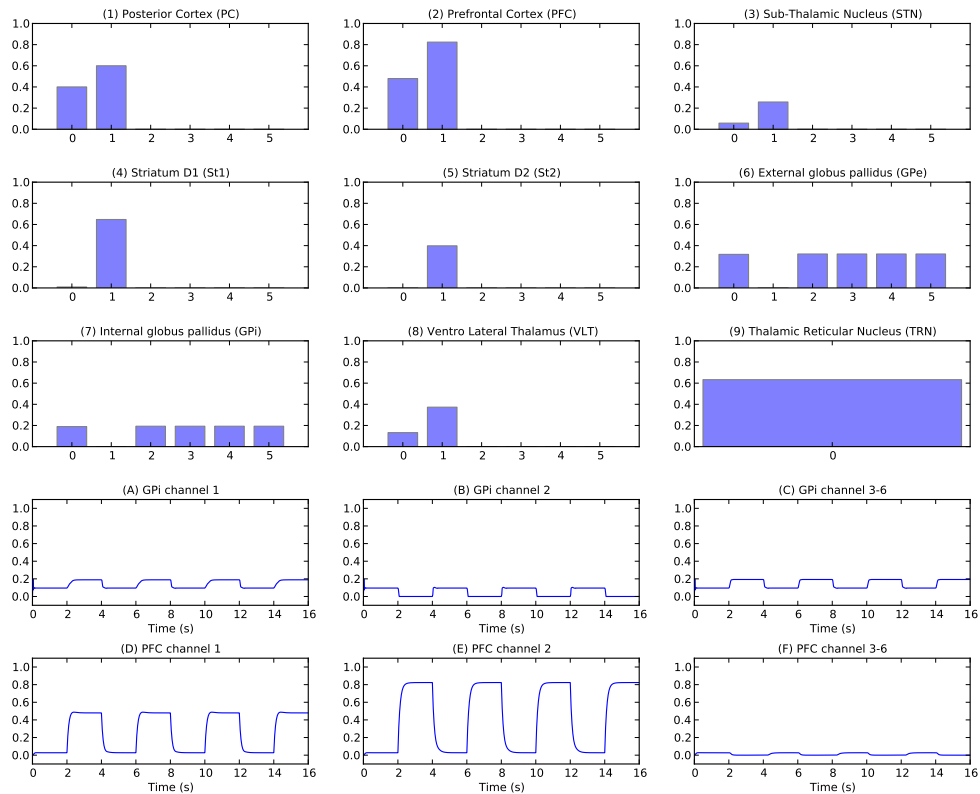 (1) Posterior Cortex (PC)
1.0
0.8
0.6
0.4
0.2
0.0
0 1 2 3 4 5
(2) Prefrontal Cortex (PFC)
1.0
0.8
0.6
0.4
0.2
0.0
0 1 2 3 4 5
(3) Sub-Thalamic Nucleus (STN)
1.0
0.8
0.6
0.4
0.2
0.0
0 1 2 3 4 5
(4) Striatum D1 (St1)
1.0
0.8
0.6
0.4
0.2
0.0
0 1 2 3 4 5
(5) Striatum D2 (St2)
1.0
0.8
0.6
0.4
0.2
0.0
0 1 2 3 4 5
(6) External globus pallidus (GPe)
1.0
0.8
0.6
0.4
0.2
0.0
0 1 2 3 4 5
(7) Internal globus pallidus (GPi)
1.0
0.8
0.6
0.4
0.2
0.0
0 1 2 3 4 5
(8) Ventro Lateral Thalamus (VLT)
1.0
0.8
0.6
0.4
0.2
0.0
0 1 2 3 4 5
(9) Thalamic Reticular Nucleus (TRN)
1.0
0.8
0.6
0.4
0.2
0.0
0
(A) GPi channel 1
1.0
0.8
0.6
0.4
0.2
0.0
0 2 4 6 8 10 12 14 16
Time (s)
(B) GPi channel 2
1.0
0.8
0.6
0.4
0.2
0.0
0 2 4 6 8 10 12 14 16
Time (s)
(C) GPi channel 3-6
1.0
0.8
0.6
0.4
0.2
0.0
0 2 4 6 8 10 12 14 16
Time (s)
(D) PFC channel 1
1.0
0.8
0.6
0.4
0.2
0.0
0 2 4 6 8 10 12 14 16
Time (s)
(E) PFC channel 2
1.0
0.8
0.6
0.4
0.2
0.0
0 2 4 6 8 10 12 14 16
Time (s)
(F) PFC channel 3-6
1.0
0.8
0.6
0.4
0.2
0.0
0 2 4 6 8 10 12 14 16
Time (s)